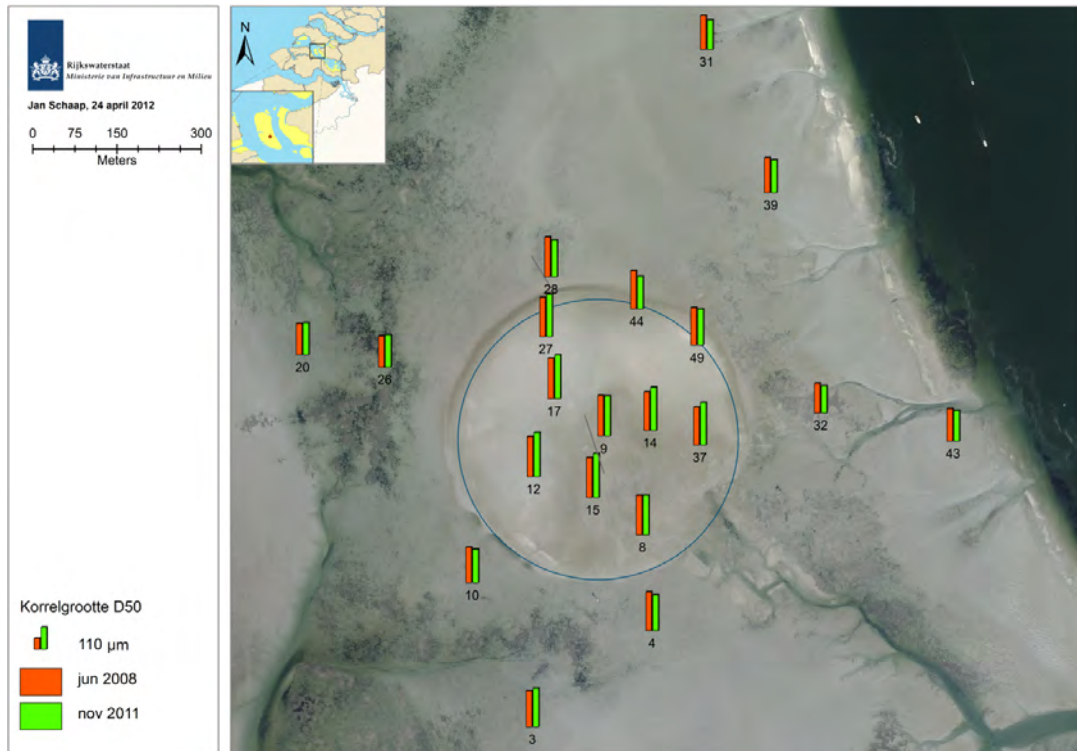 Rijkswaterstaat
Ministerie van Infrastructuur en Milieu
Jan Schaap, 24 april 2012
0 75 150 300
Meters
N
31
39
28
44
27
49
20
26
17
32
9
14
37
43
12
15
8
10
4
3
Korrelgrootte D50
110 µm
jun 2008
nov 2011